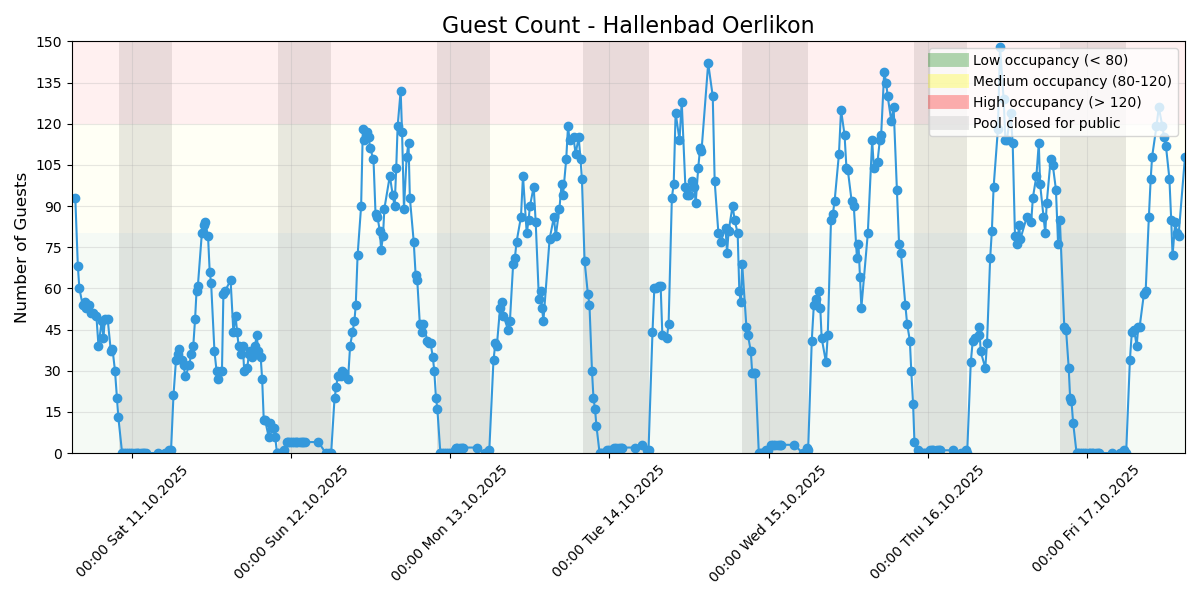 Guest Count - Hallenbad Oerlikon
Number of Guests
150
135
120
105
90
75
60
45
30
15
0
Low occupancy (< 80)
Medium occupancy (80-120)
High occupancy (> 120)
Pool closed for public
00:00 Sat 11.10.2025
00:00 Sun 12.10.2025
00:00 Mon 13.10.2025
00:00 Tue 14.10.2025
00:00 Wed 15.10.2025
00:00 Thu 16.10.2025
00:00 Fri 17.10.2025